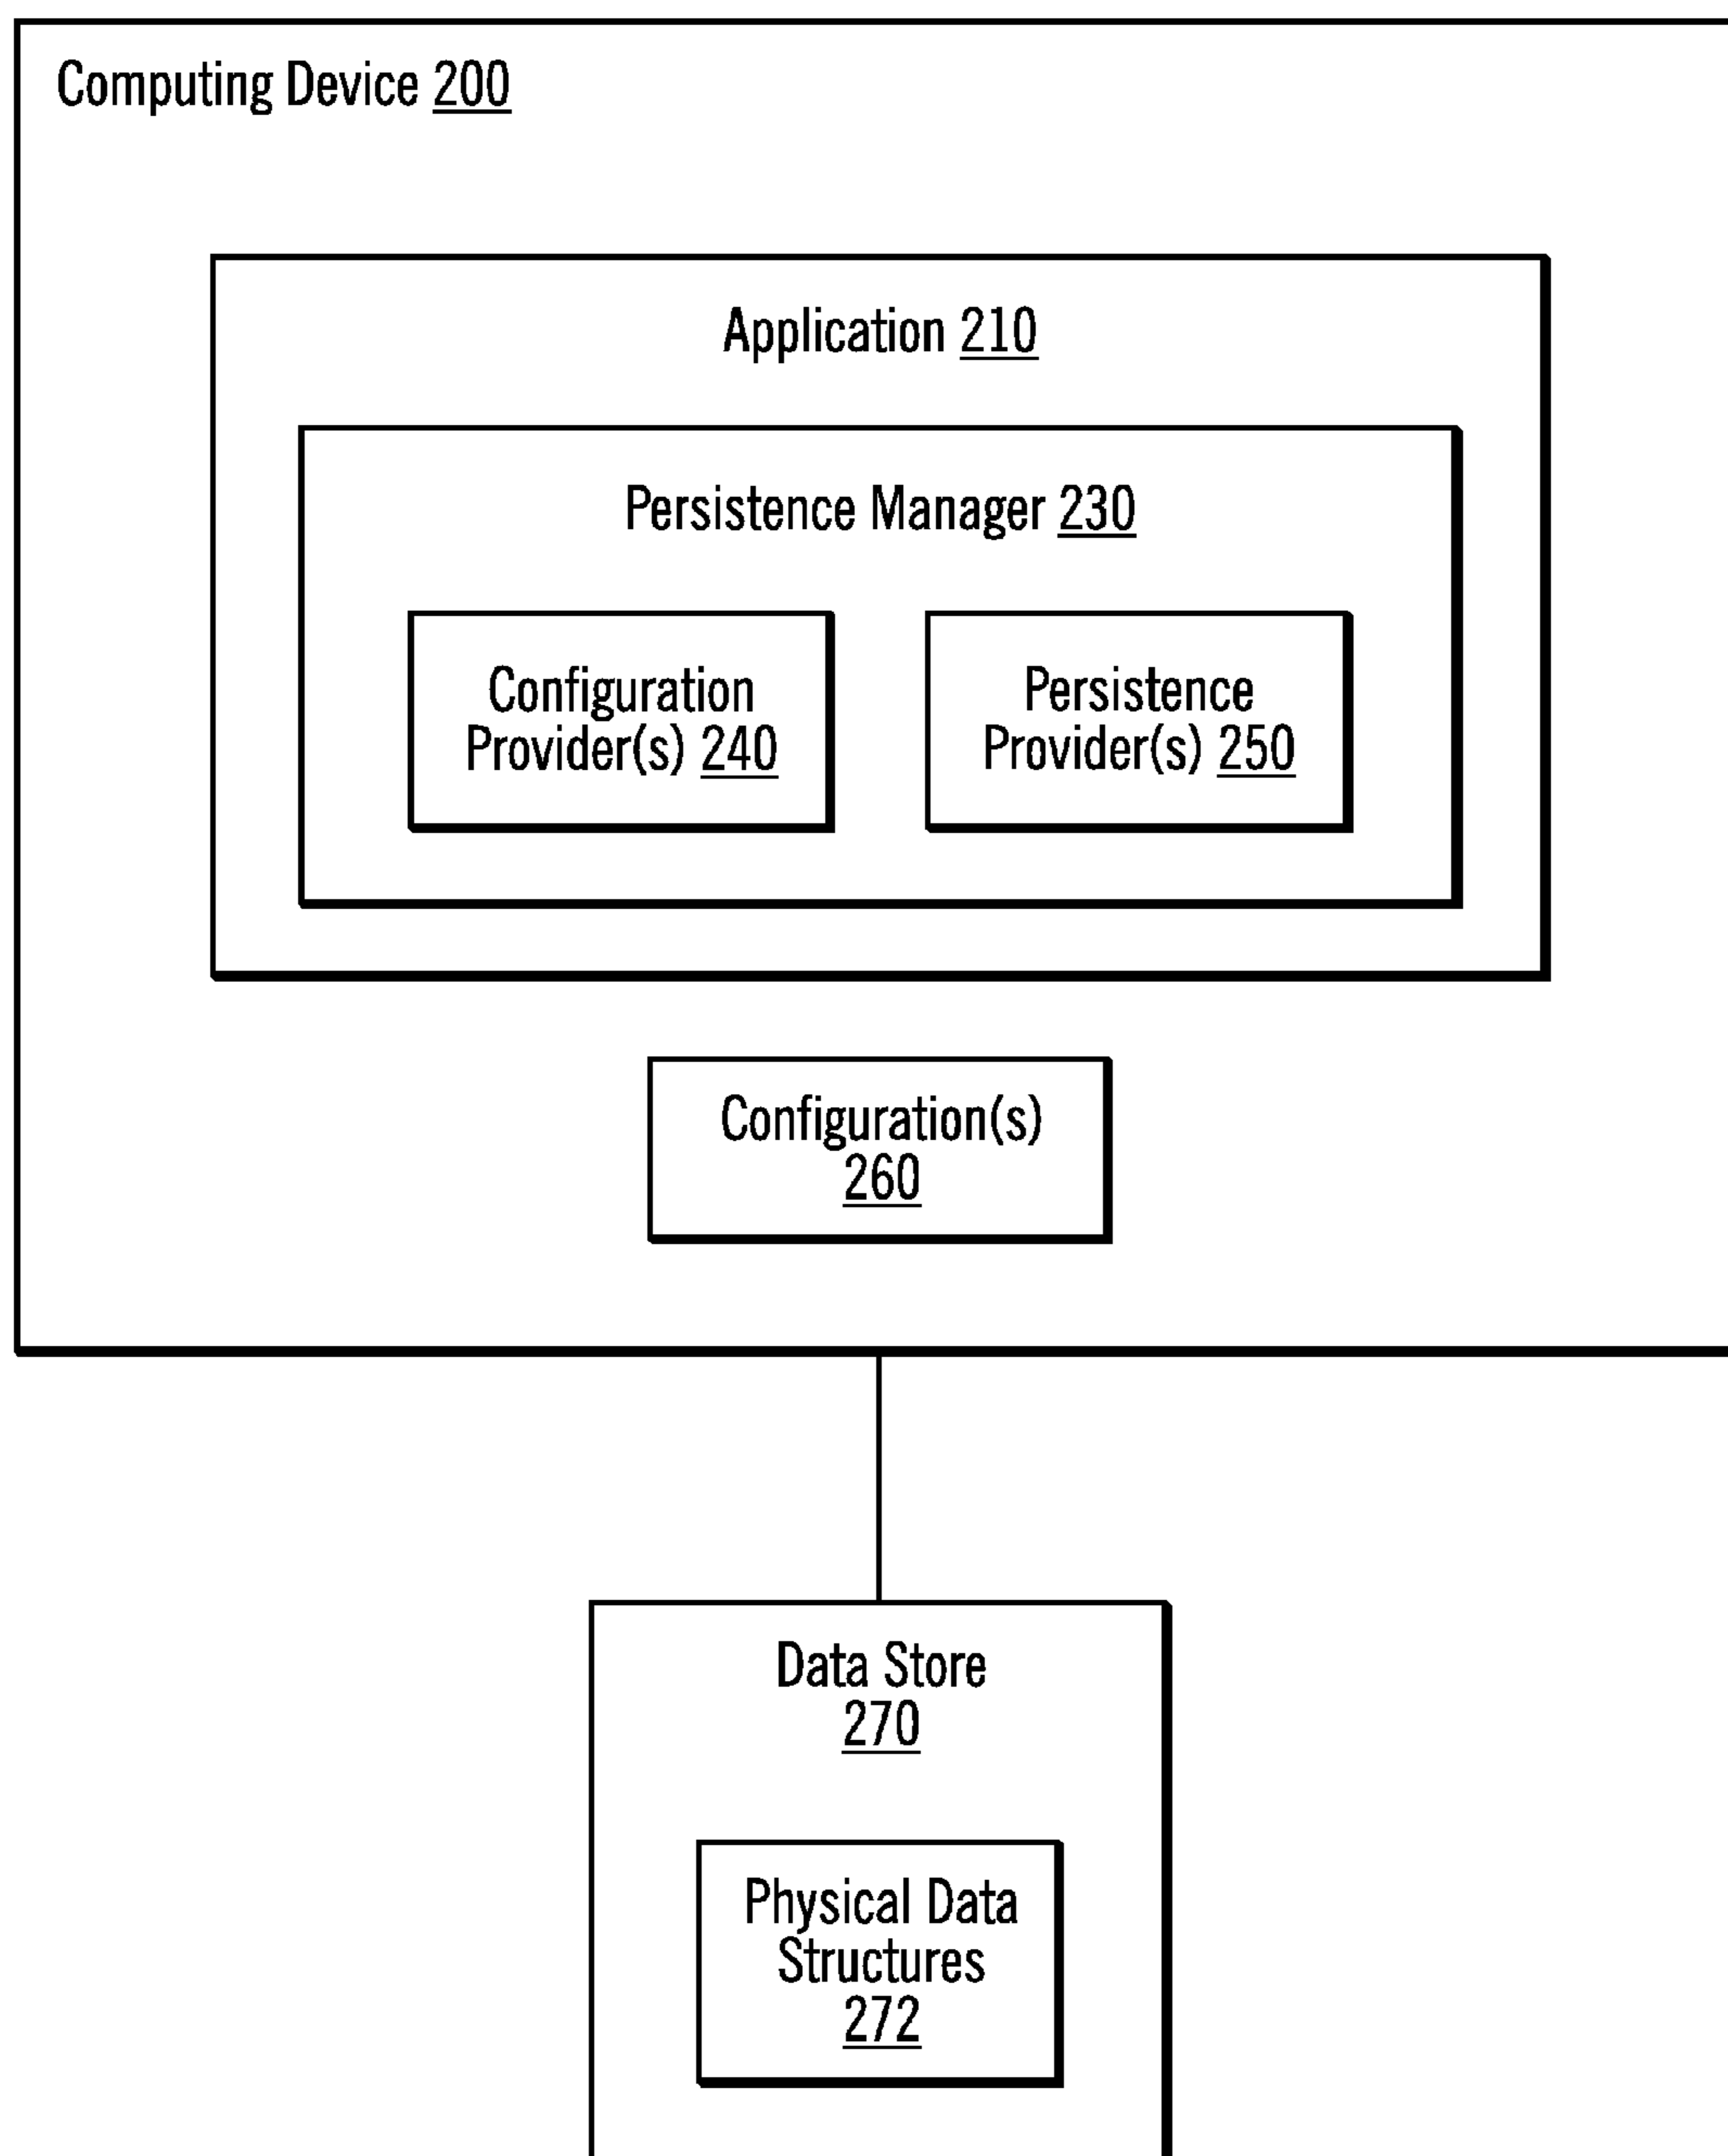 Computing Device 200
Application 210
Persistence Manager 230
Configuration
Provider(s) 240
Persistence
Provider(s) 250
Configuration(s)
260
Data Store
270
Physical Data
Structures
272